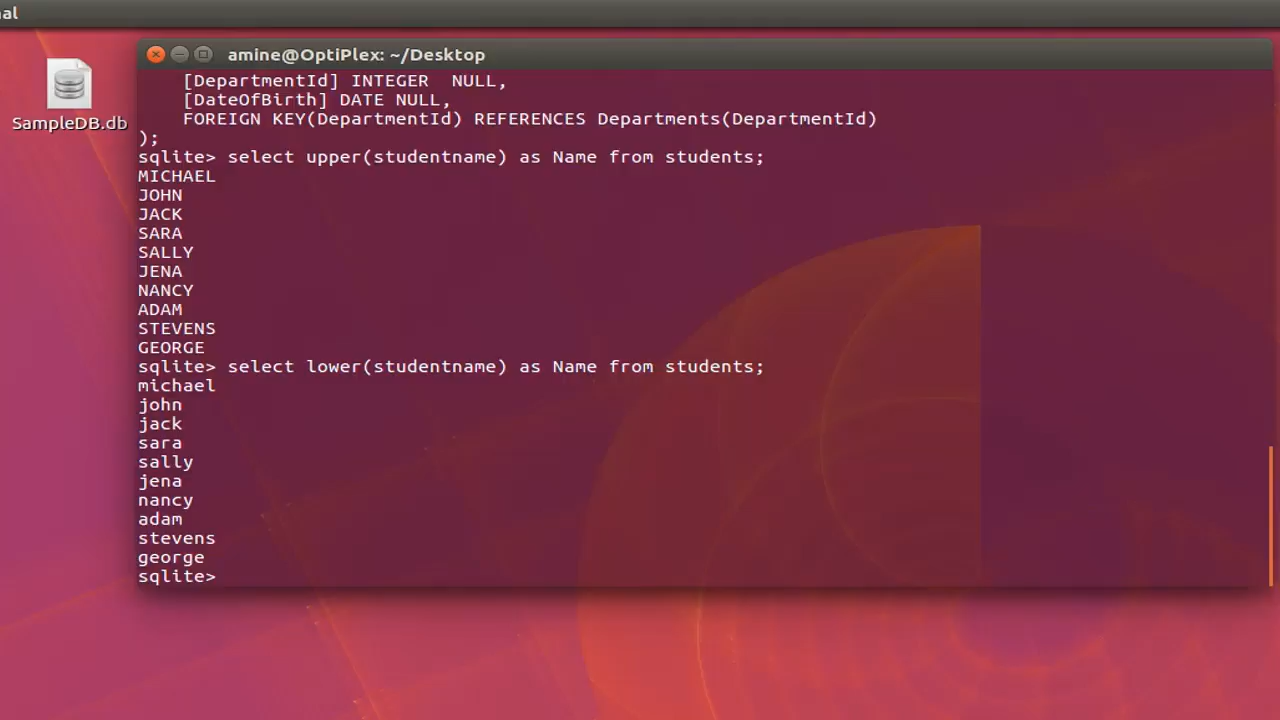 al
amine@OptiPlex: ~/Desktop
SampleDB.db
[DepartmentId] INTEGER  NULL,
[DateOfBirth] DATE NULL,
FOREIGN KEY(DepartmentId) REFERENCES Departments(DepartmentId)
);
sqlite> select upper(studentname) as Name from students;
MICHAEL
JOHN
JACK
SARA
SALLY
JENA
NANCY
ADAM
STEVENS
GEORGE
sqlite> select lower(studentname) as Name from students;
michael
john
jack
sara
sally
jena
nancy
adam
stevens
george
sqlite>